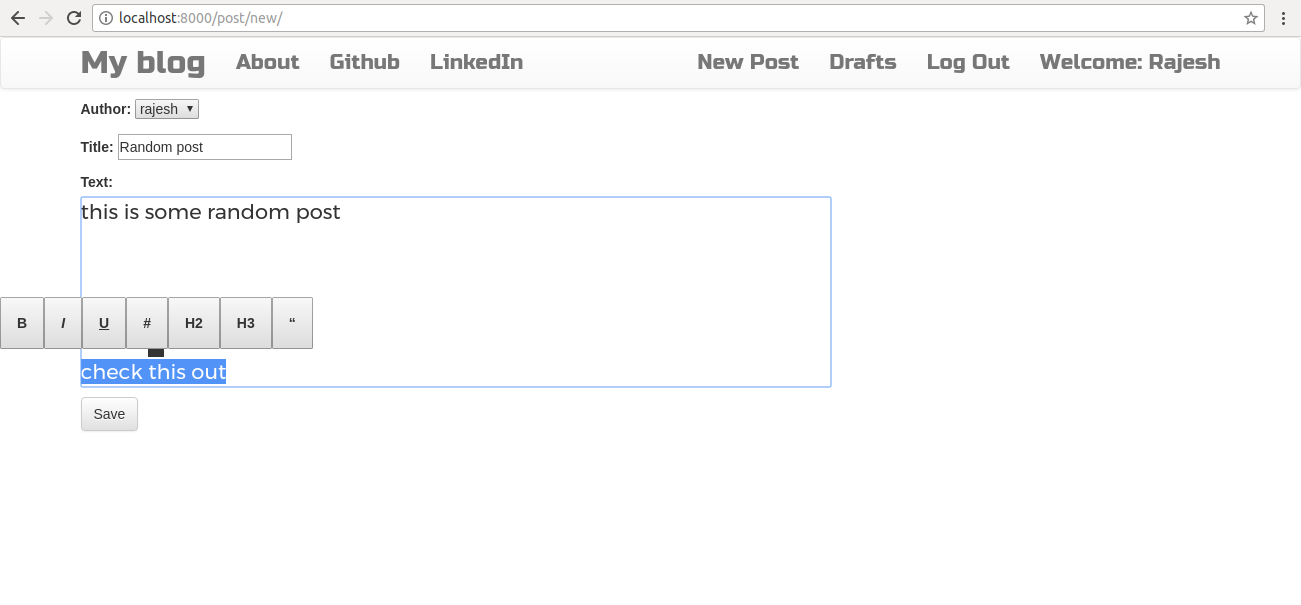 localhost:8000/post/new/
My blog About Github LinkedIn New Post Drafts Log Out Welcome: Rajesh
Author: rajesh
Title: Random post
Text:
this is some random post
B I U # H2 H3 “
check this out
Save